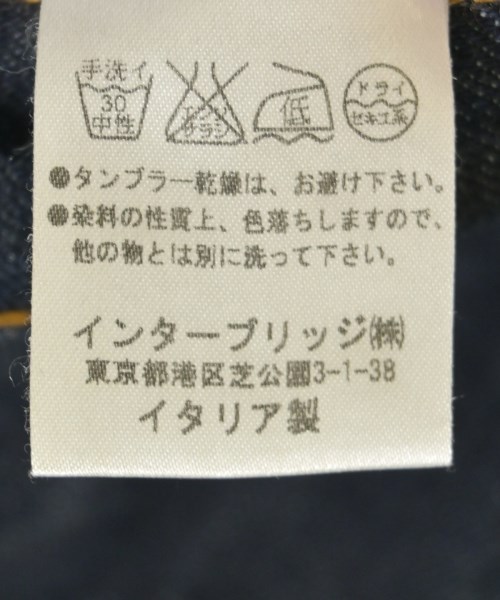 手洗イ
30
中性
エンソ
サラシ
低
ドライ
セキユ系
●タンブラー乾燥は、お避け下さい。
●染料の性質上、色落ちしますので、
他の物とは別に洗って下さい。
インターブリッジ㈱
東京都港区芝公園3-1-38
イタリア製